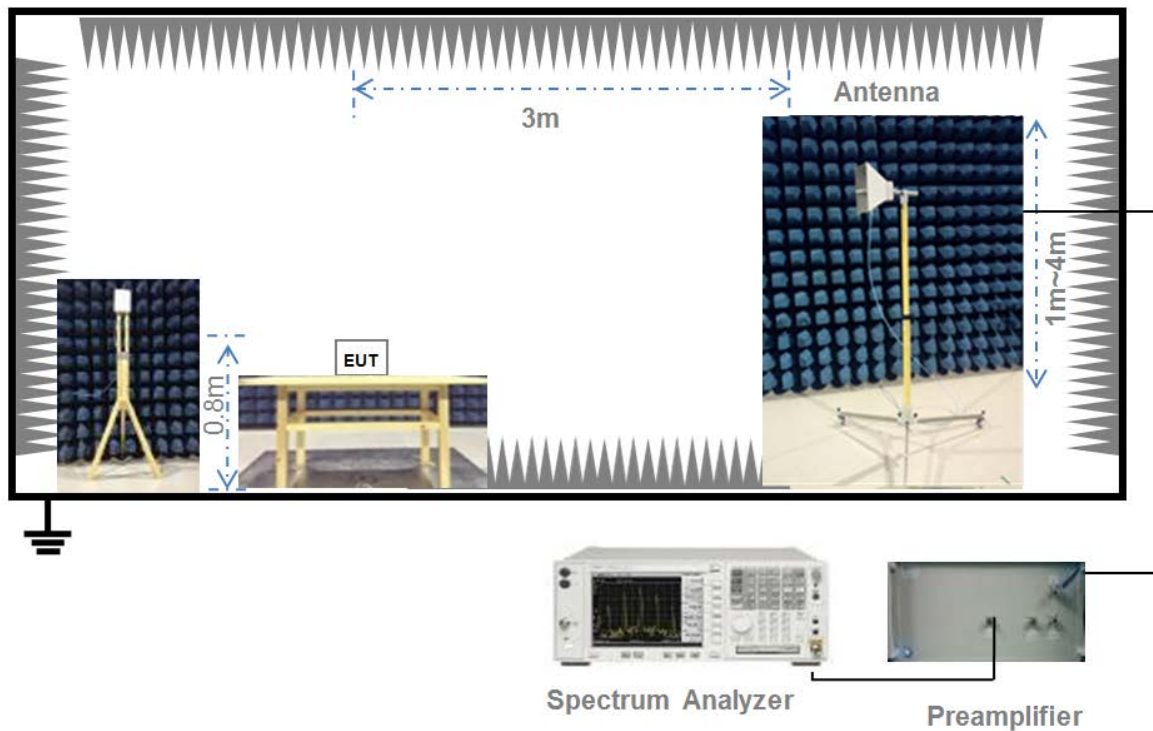 Antenna
3m
1m~4m
EUT
0.8m
Spectrum Analyzer
Preamplifier